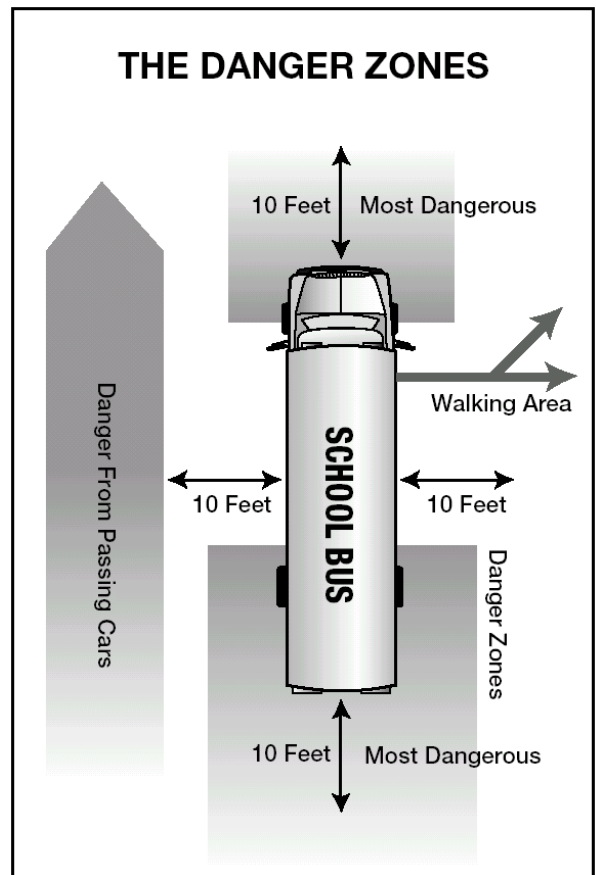 THE DANGER ZONES
10 Feet
Most Dangerous
Walking Area
Danger From Passing Cars
SCHOOL BUS
10 Feet
10 Feet
Danger Zones
10 Feet
Most Dangerous